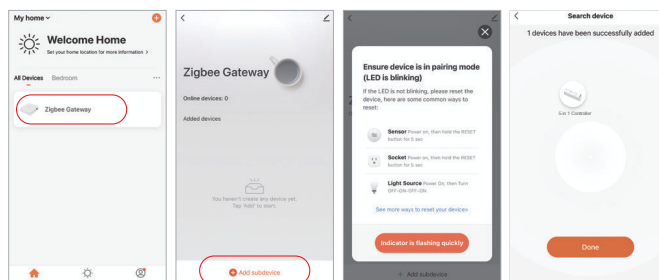 My home
Welcome Home
Set your home location for more information >
All Devices Bedroom ...
Zigbee Gateway
Zigbee Gateway
Online devices: 0
Added devices
You haven't create any device yet.
Tap 'Add' to start.
Add subdevice
Ensure device is in pairing mode
(LED is blinking)
If the LED is not blinking, please reset the
device, here are some common ways to
reset:
Sensor Power on, then hold the RESET
button for 5 sec
Socket Power on, then hold the RESET
button for 5 sec
Light Source Power On, then Turn
OFF-ON-OFF-ON
See more ways to reset your device>
Indicator is flashing quickly
+ Add subdevice
Search device
1 devices have been successfully added
5 in 1 Controller
Done